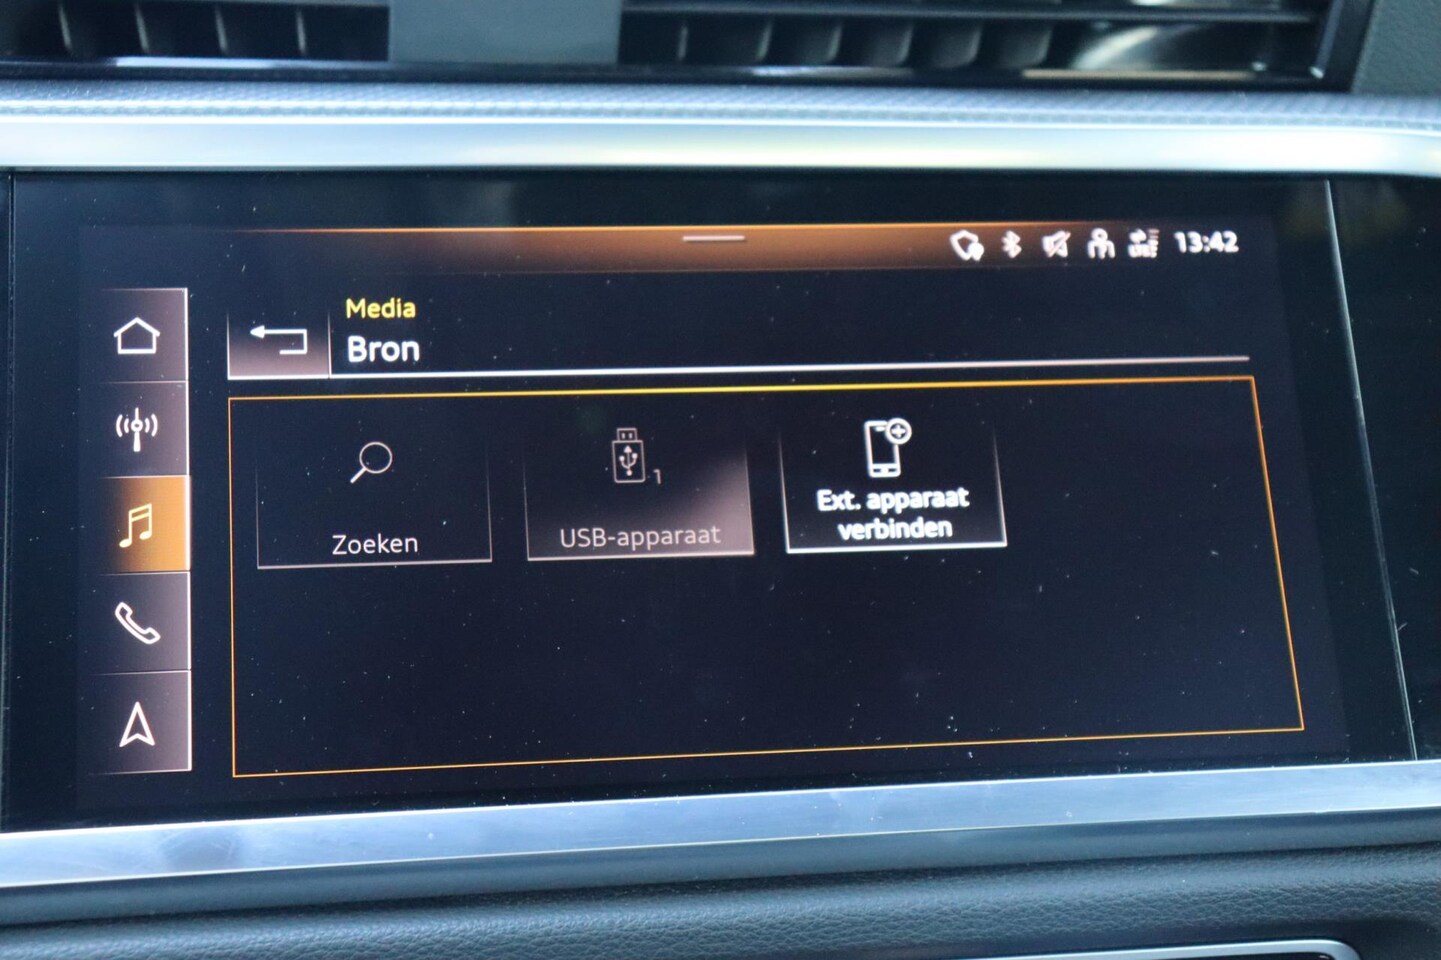 13:42
Media
Bron
Zoeken
1
USB-apparaat
Ext. apparaat
verbinden